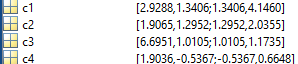 c1 [2.9288,1.3406;1.3406,4.1460]
c2 [1.9065,1.2952;1.2952,2.0355]
c3 [6.6951,1.0105;1.0105,1.1735]
c4 [1.9036,-0.5367;-0.5367,0.6648]